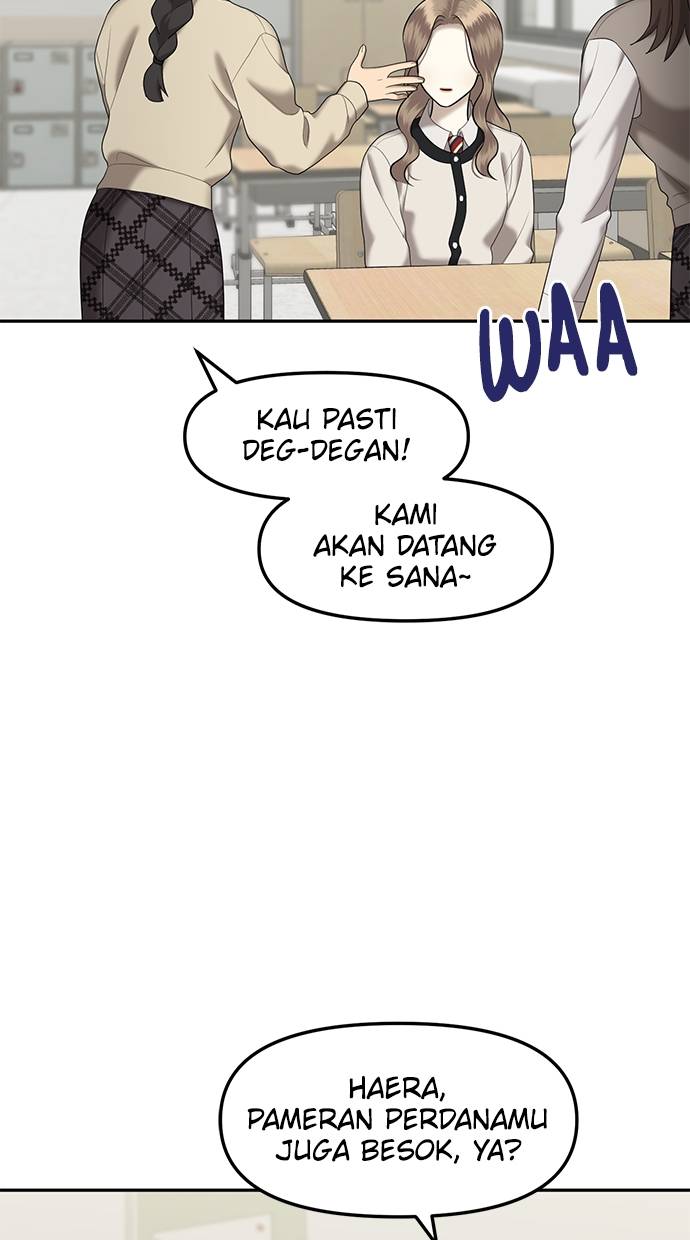 WAA
KAU PASTI
DEG-DEGAN!
KAMI
AKAN DATANG
KE SANA~
HAERA,
PAMERAN PERDANAMU
JUGA BESOK, YA?